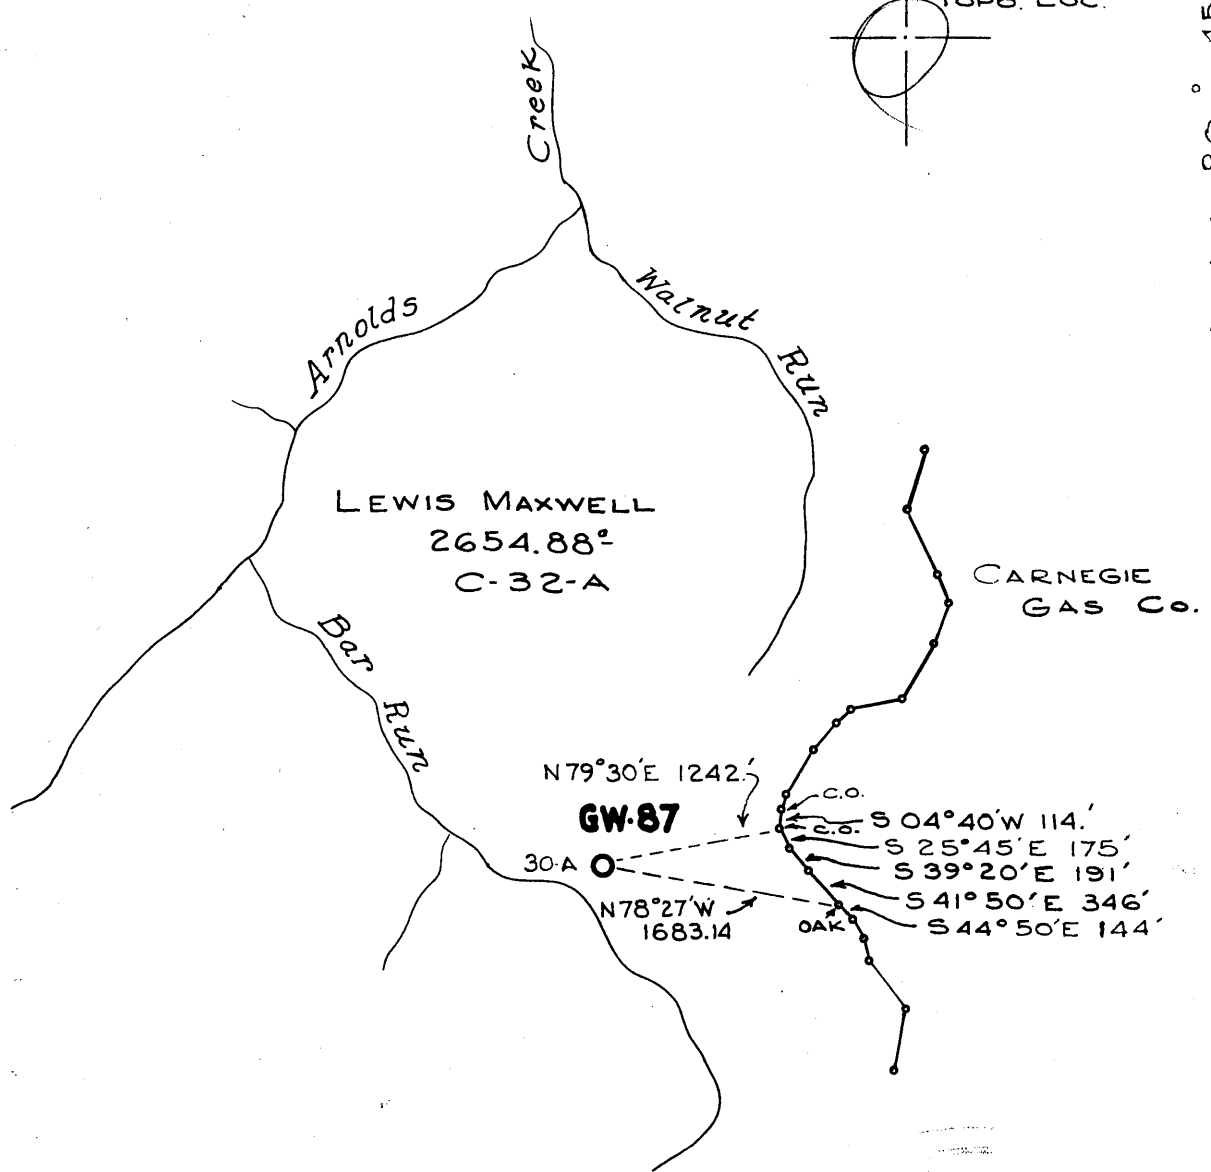 TOPO. LOC.
Creek
Arnolds
Walnut
Run
LEWIS MAXWELL
2654.88ᵃ
C-32-A
CARNEGIE
GAS Co.
Bar
Run
N79°30'E 1242.'
GW-87
30-A
N78°27'W
1683.14
C.O.
C.O.
S 04°40'W 114.'
S 25°45'E 175'
S 39°20'E 191'
S 41°50'E 346'
S 44°50'E 144'
OAK